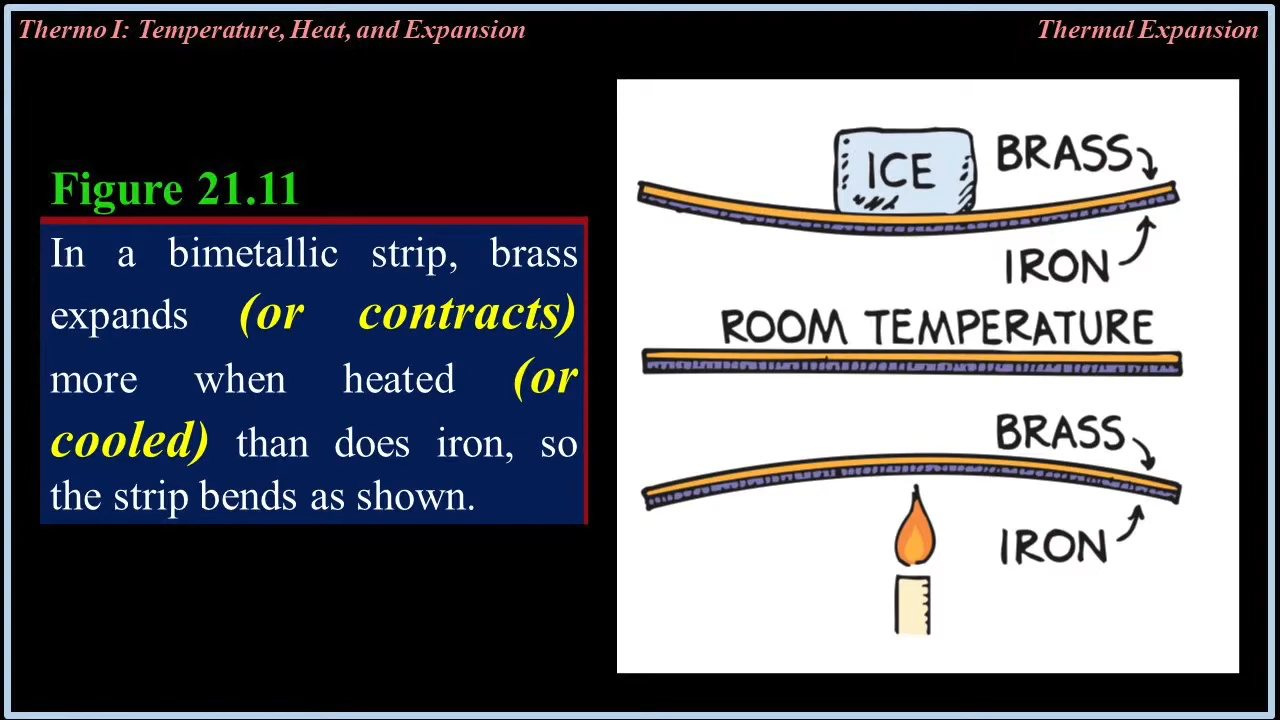 Thermo I: Temperature, Heat, and Expansion
Thermal Expansion
Figure 21.11
In a bimetallic strip, brass
expands (or contracts)
more when heated (or
cooled) than does iron, so
the strip bends as shown.
ICE
BRASS
IRON
ROOM TEMPERATURE
BRASS
IRON